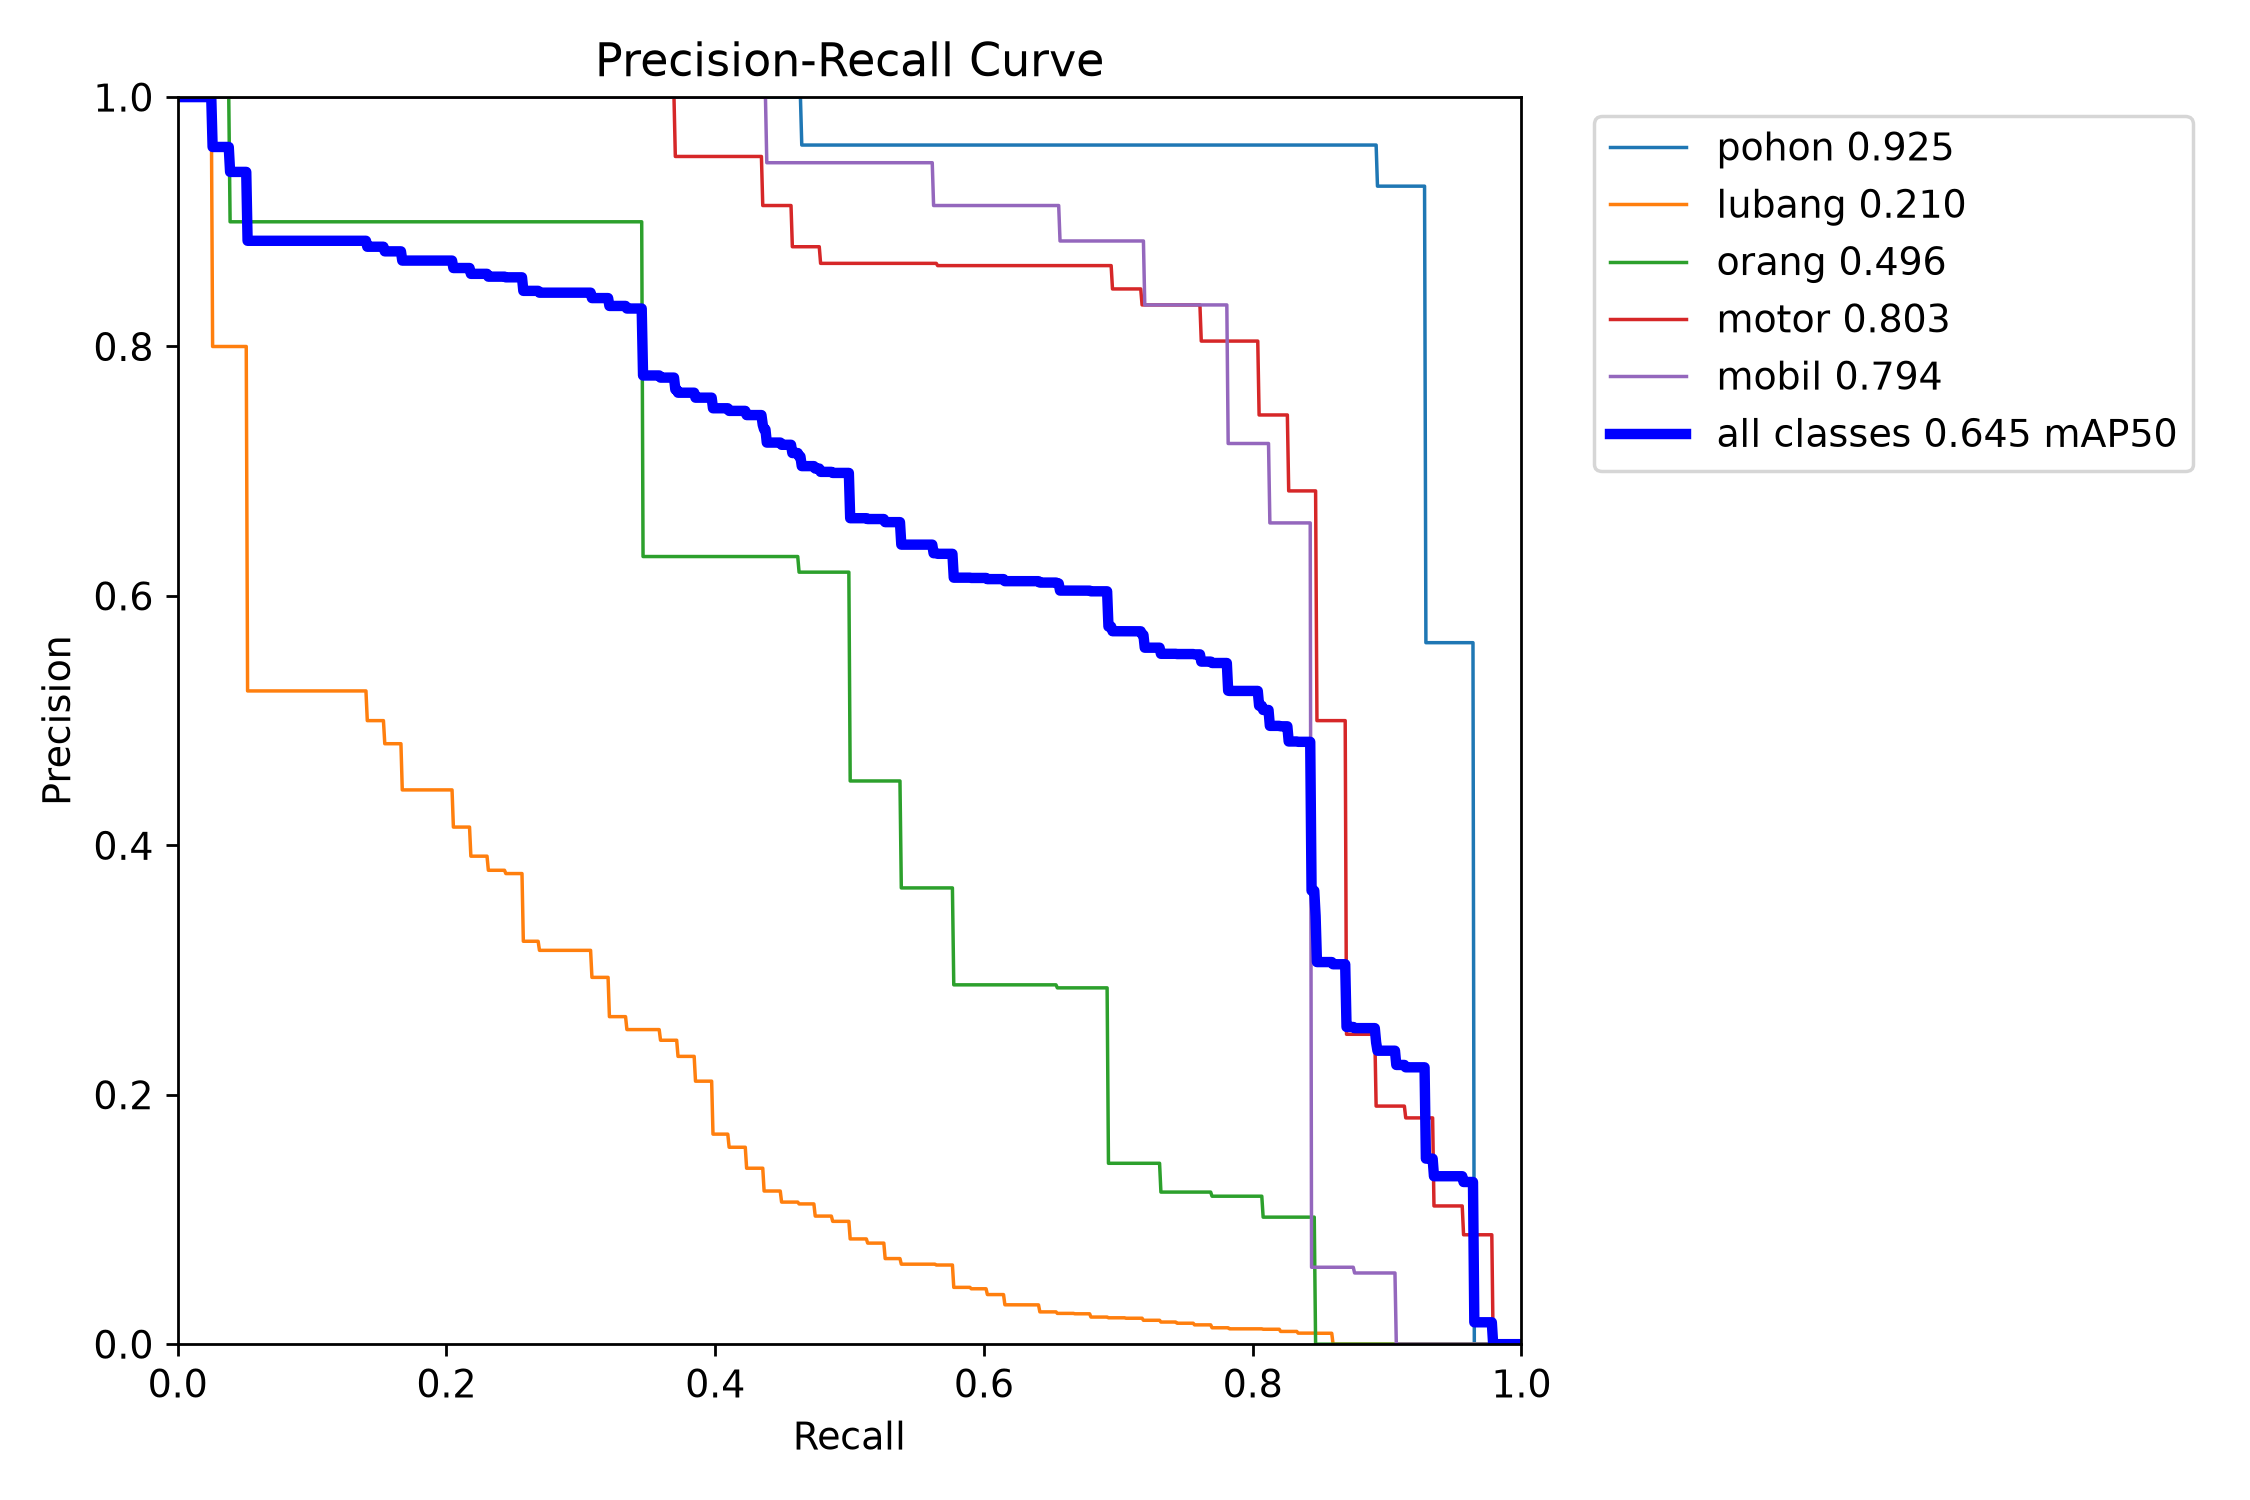 Precision-Recall Curve
1.0
0.8
0.6
0.4
0.2
0.0
Precision
0.0 0.2 0.4 0.6 0.8 1.0
Recall
pohon 0.925
lubang 0.210
orang 0.496
motor 0.803
mobil 0.794
all classes 0.645 mAP50